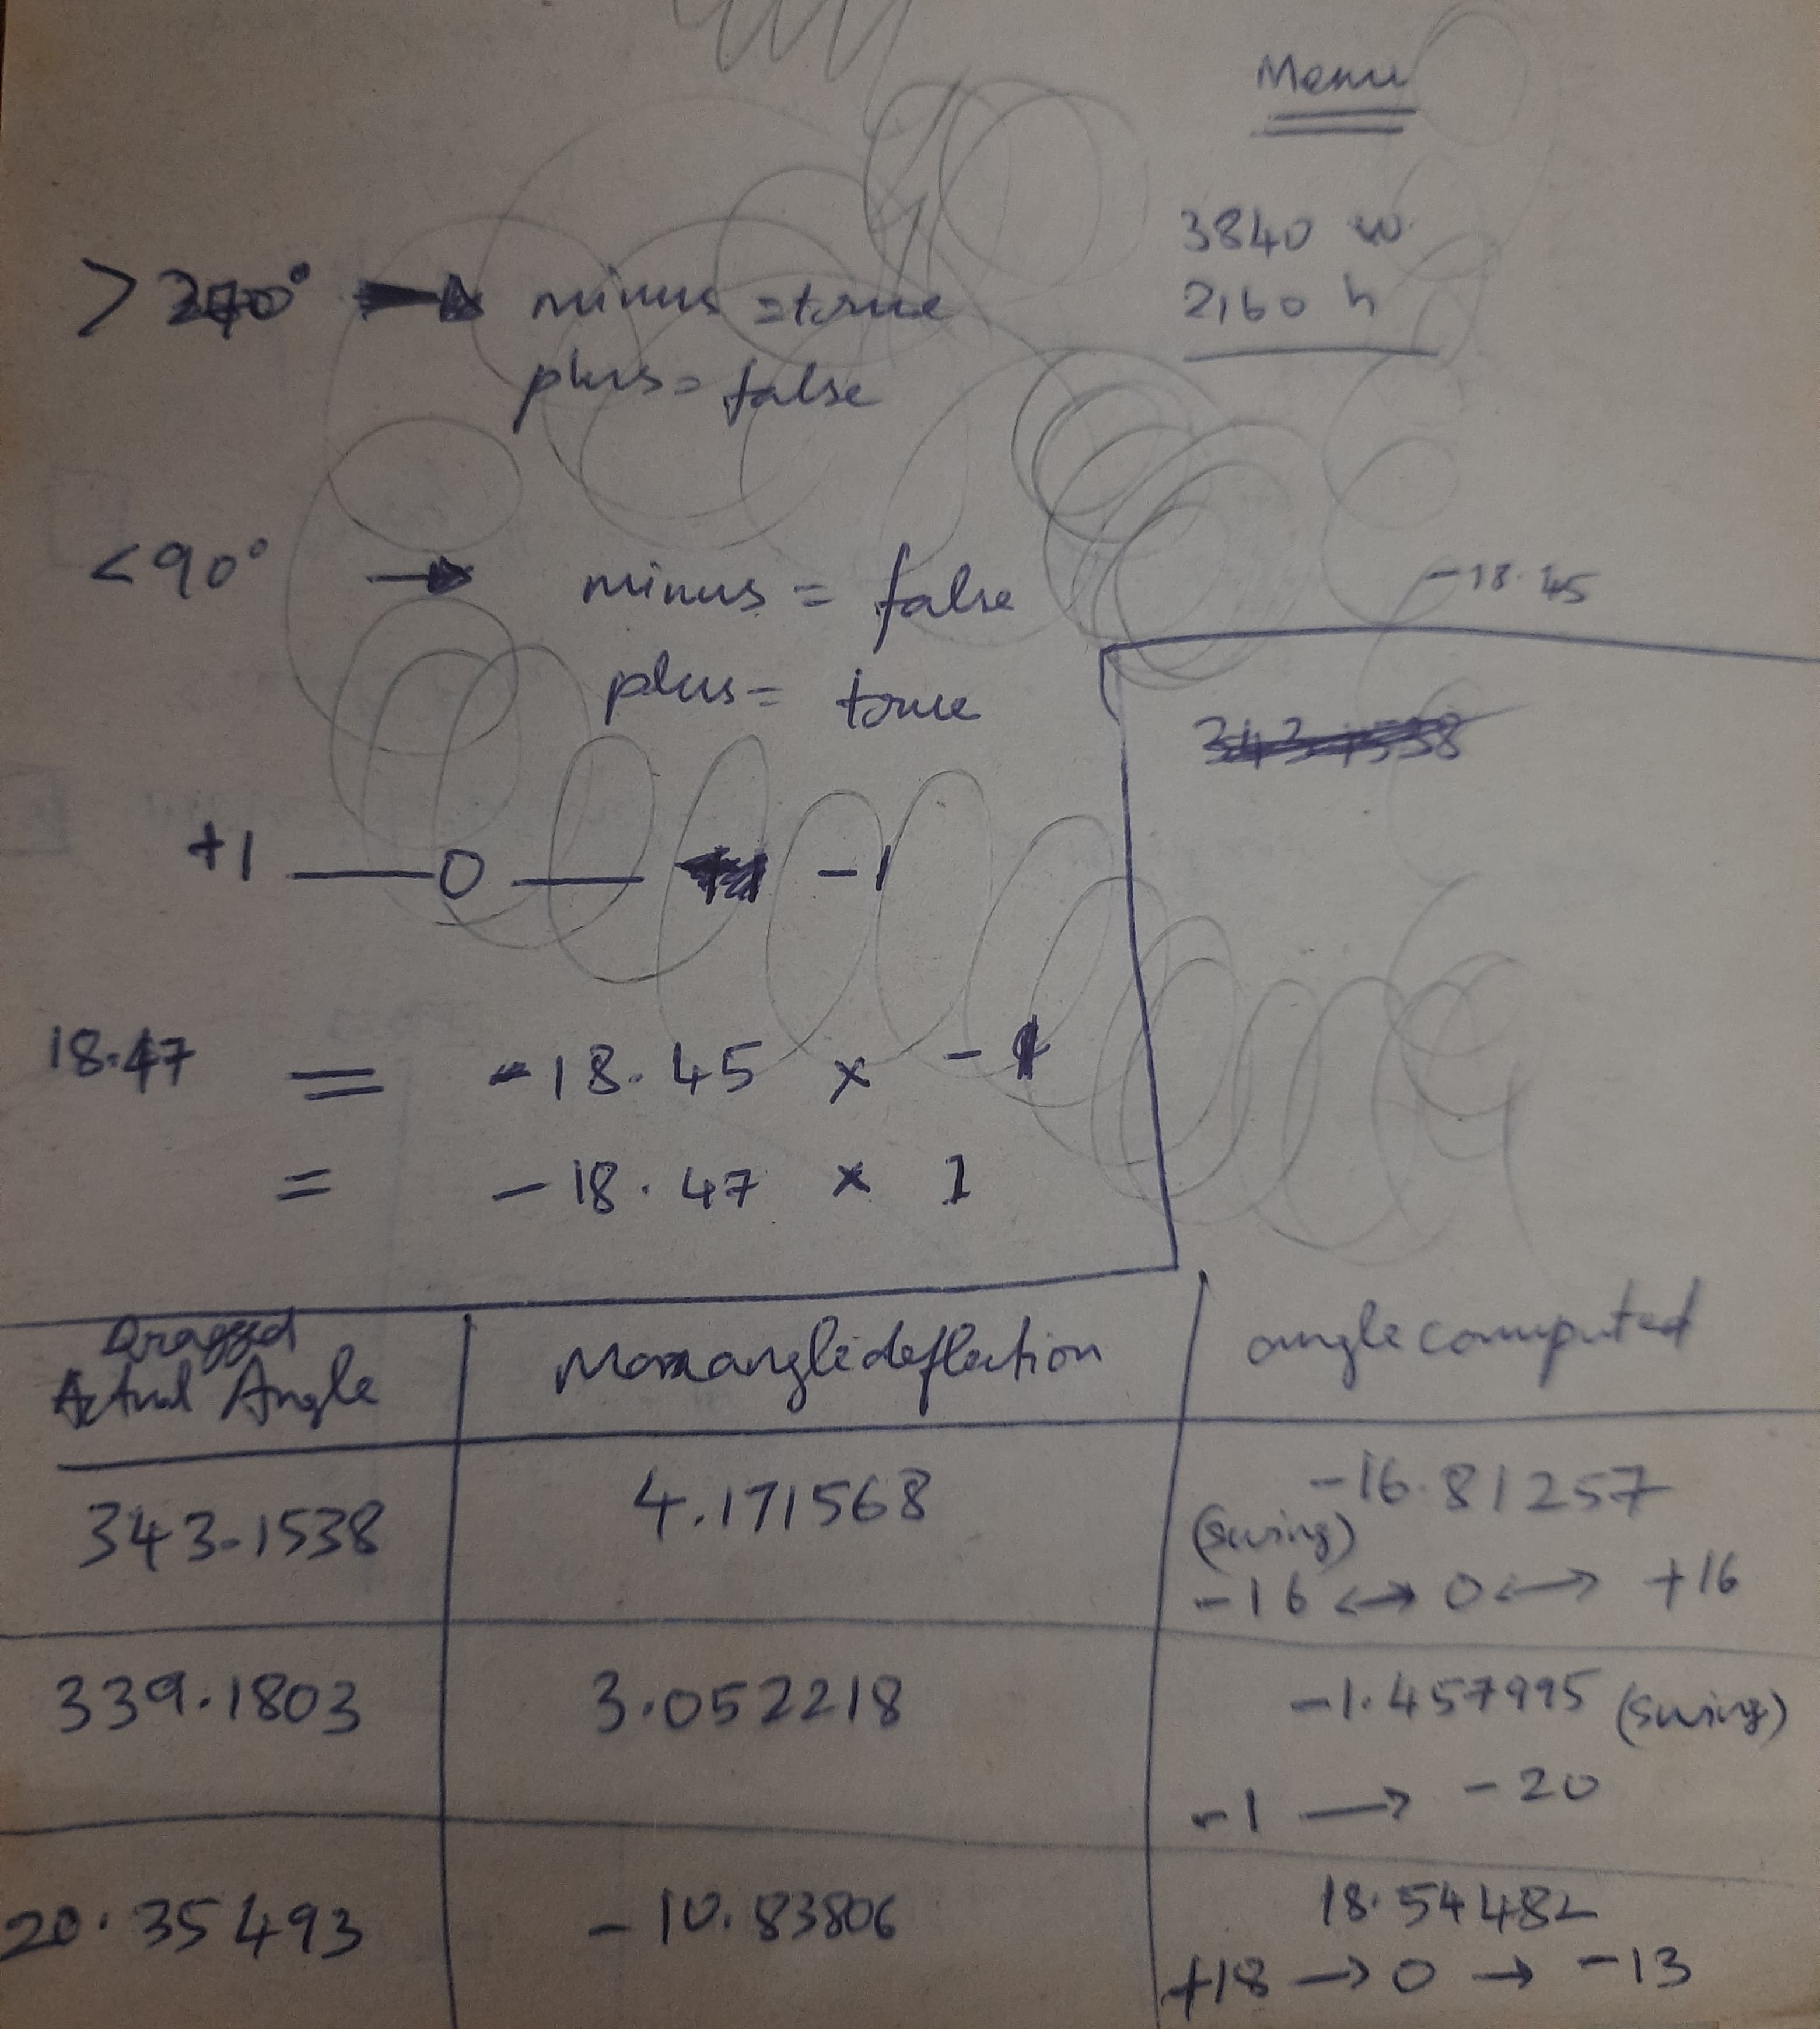 Menu
3840 w.
2160 h
> 270° → minus = true
plus = false
<90° → minus = false
plus = true
-18.45
+1 — 0 — -1
18.47 = -18.45 x -1
= -18.47 x 1
Dragged
Actual Angle
Maxangledeflection
angle computed
343.1538
4.171568
-16.81257
(swing)
-16 <-> 0 <-> +16
339.1803
3.052218
-1.457995 (swing)
-1 → -20
20.35493
-10.83806
18.54482
+18 → 0 → -13